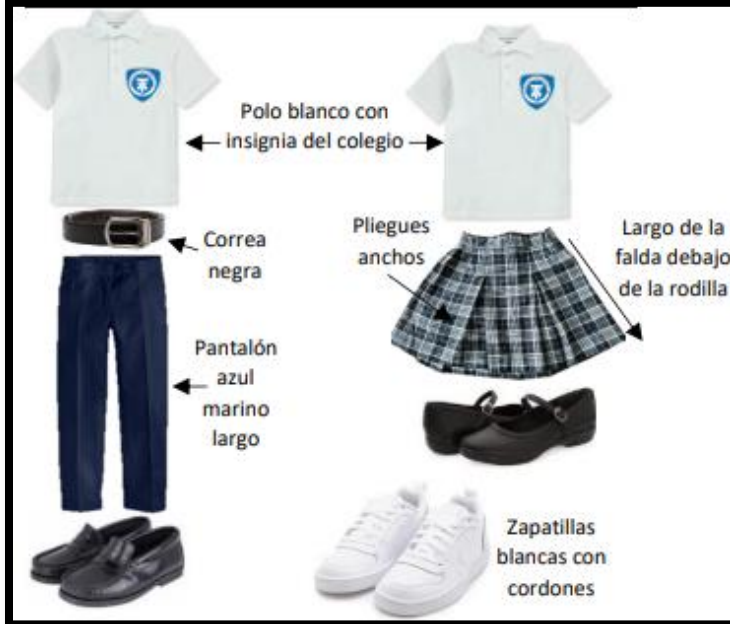 Polo blanco con
insignia del colegio
Correa
negra
Pliegues
anchos
Largo de la
falda debajo
de la rodilla
Pantalón
azul
marino
largo
Zapatillas
blancas con
cordones